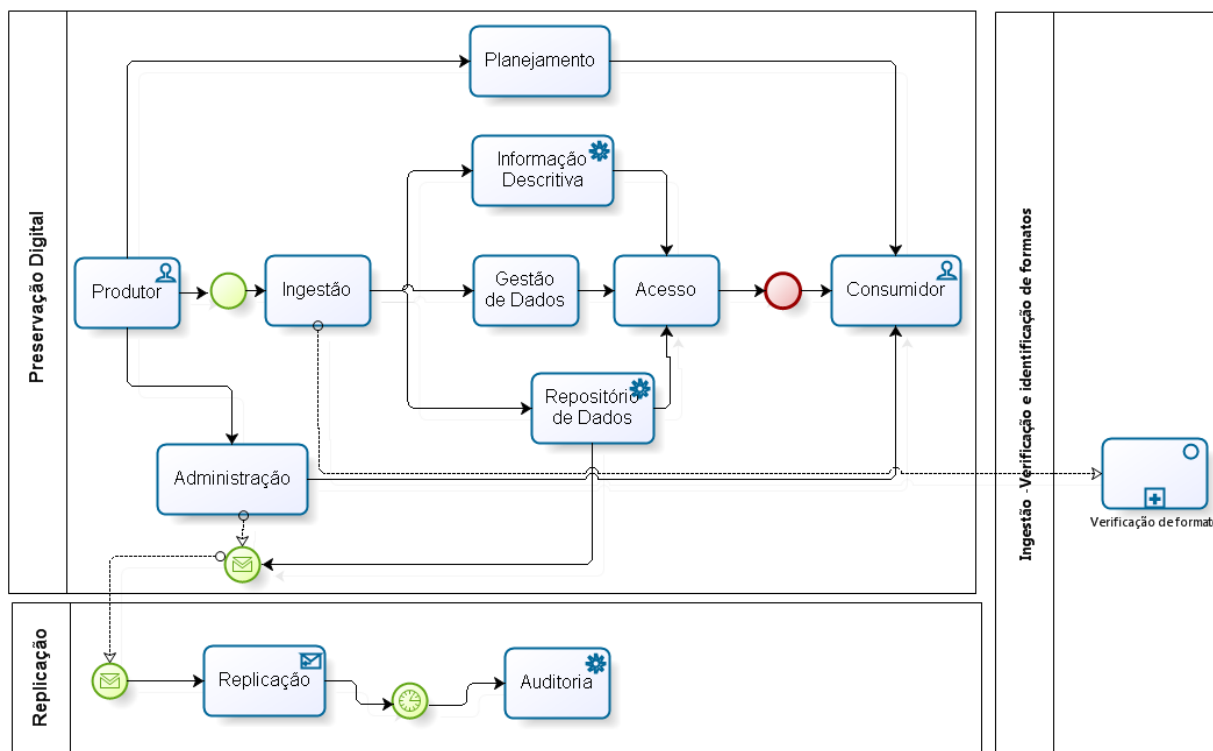 Preservação Digital
Planejamento
Informação
Descritiva
Produtor
Ingestão
Gestão
de Dados
Acesso
Consumidor
Repositório
de Dados
Administração
Replicação
Replicação
Auditoria
Ingestão -Verificação e identificação de formatos
Verificação de format